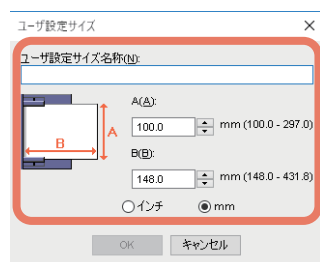 ユーザ設定サイズ
ユーザ設定サイズ名称(N):
A(A):
100.0 mm (100.0 - 297.0)
A
B
B(B):
148.0 mm (148.0 - 431.8)
インチ mm
OK キャンセル